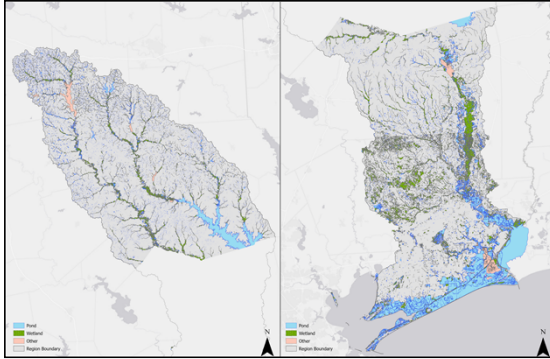 Pond
Wetland
Other
Region Boundary
N
Pond
Wetland
Other
Region Boundary
N